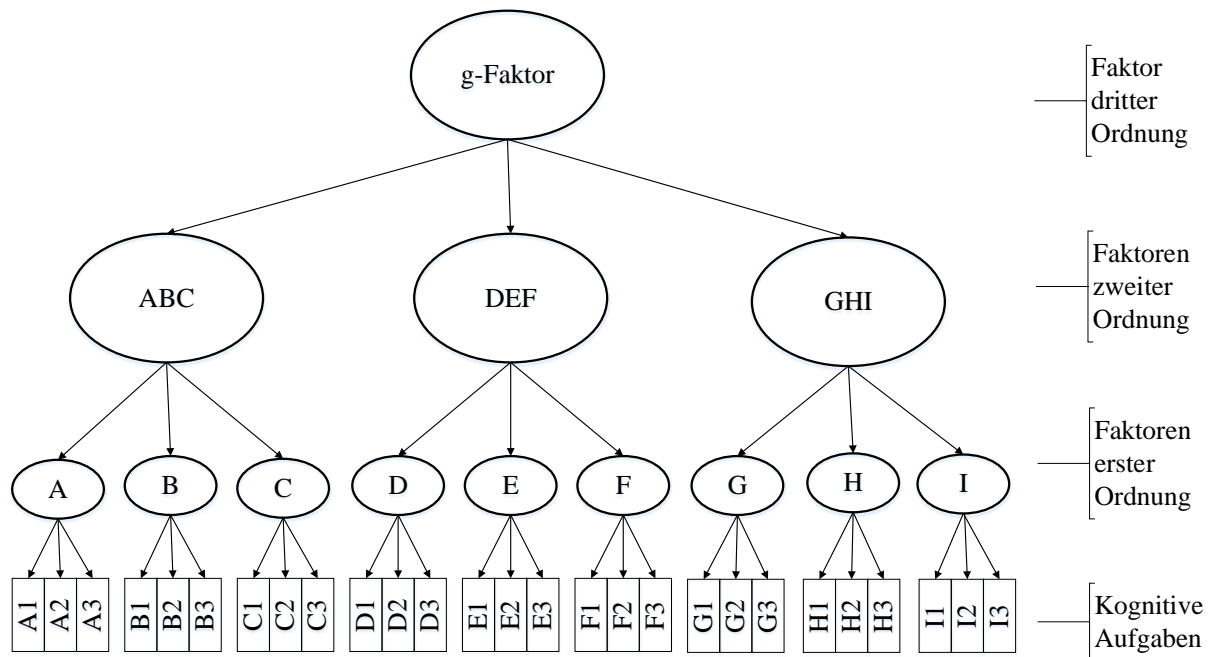 g-Faktor
Faktor
dritter
Ordnung
ABC
DEF
GHI
Faktoren
zweiter
Ordnung
A
B
C
D
E
F
G
H
I
Faktoren
erster
Ordnung
A1
A2
A3
B1
B2
B3
C1
C2
C3
D1
D2
D3
E1
E2
E3
F1
F2
F3
G1
G2
G3
H1
H2
H3
I1
I2
I3
Kognitive
Aufgaben